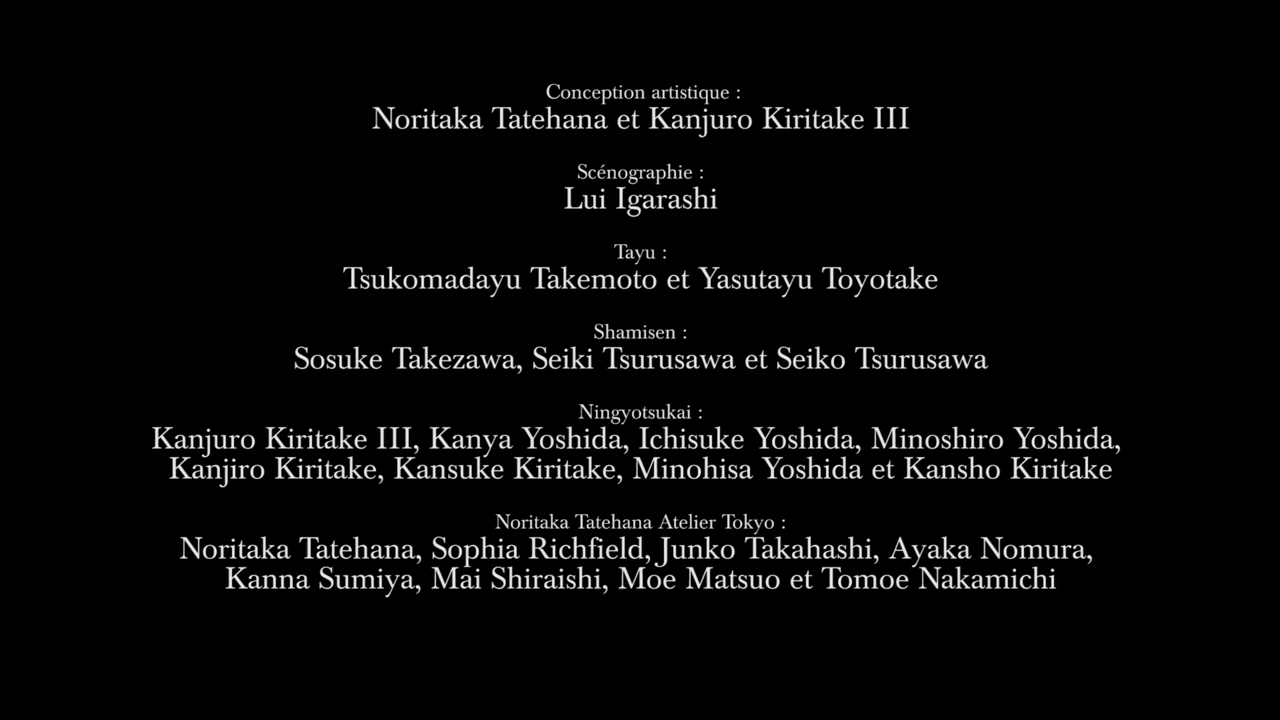 Conception artistique :
Noritaka Tatehana et Kanjuro Kiritake III
Scénographie :
Lui Igarashi
Tayu :
Tsukomadayu Takemoto et Yasutayu Toyotake
Shamisen :
Sosuke Takezawa, Seiki Tsurusawa et Seiko Tsurusawa
Ningyotsukai :
Kanjuro Kiritake III, Kanya Yoshida, Ichisuke Yoshida, Minoshiro Yoshida,
Kanjiro Kiritake, Kansuke Kiritake, Minohisa Yoshida et Kansho Kiritake
Noritaka Tatehana Atelier Tokyo :
Noritaka Tatehana, Sophia Richfield, Junko Takahashi, Ayaka Nomura,
Kanna Sumiya, Mai Shiraishi, Moe Matsuo et Tomoe Nakamichi